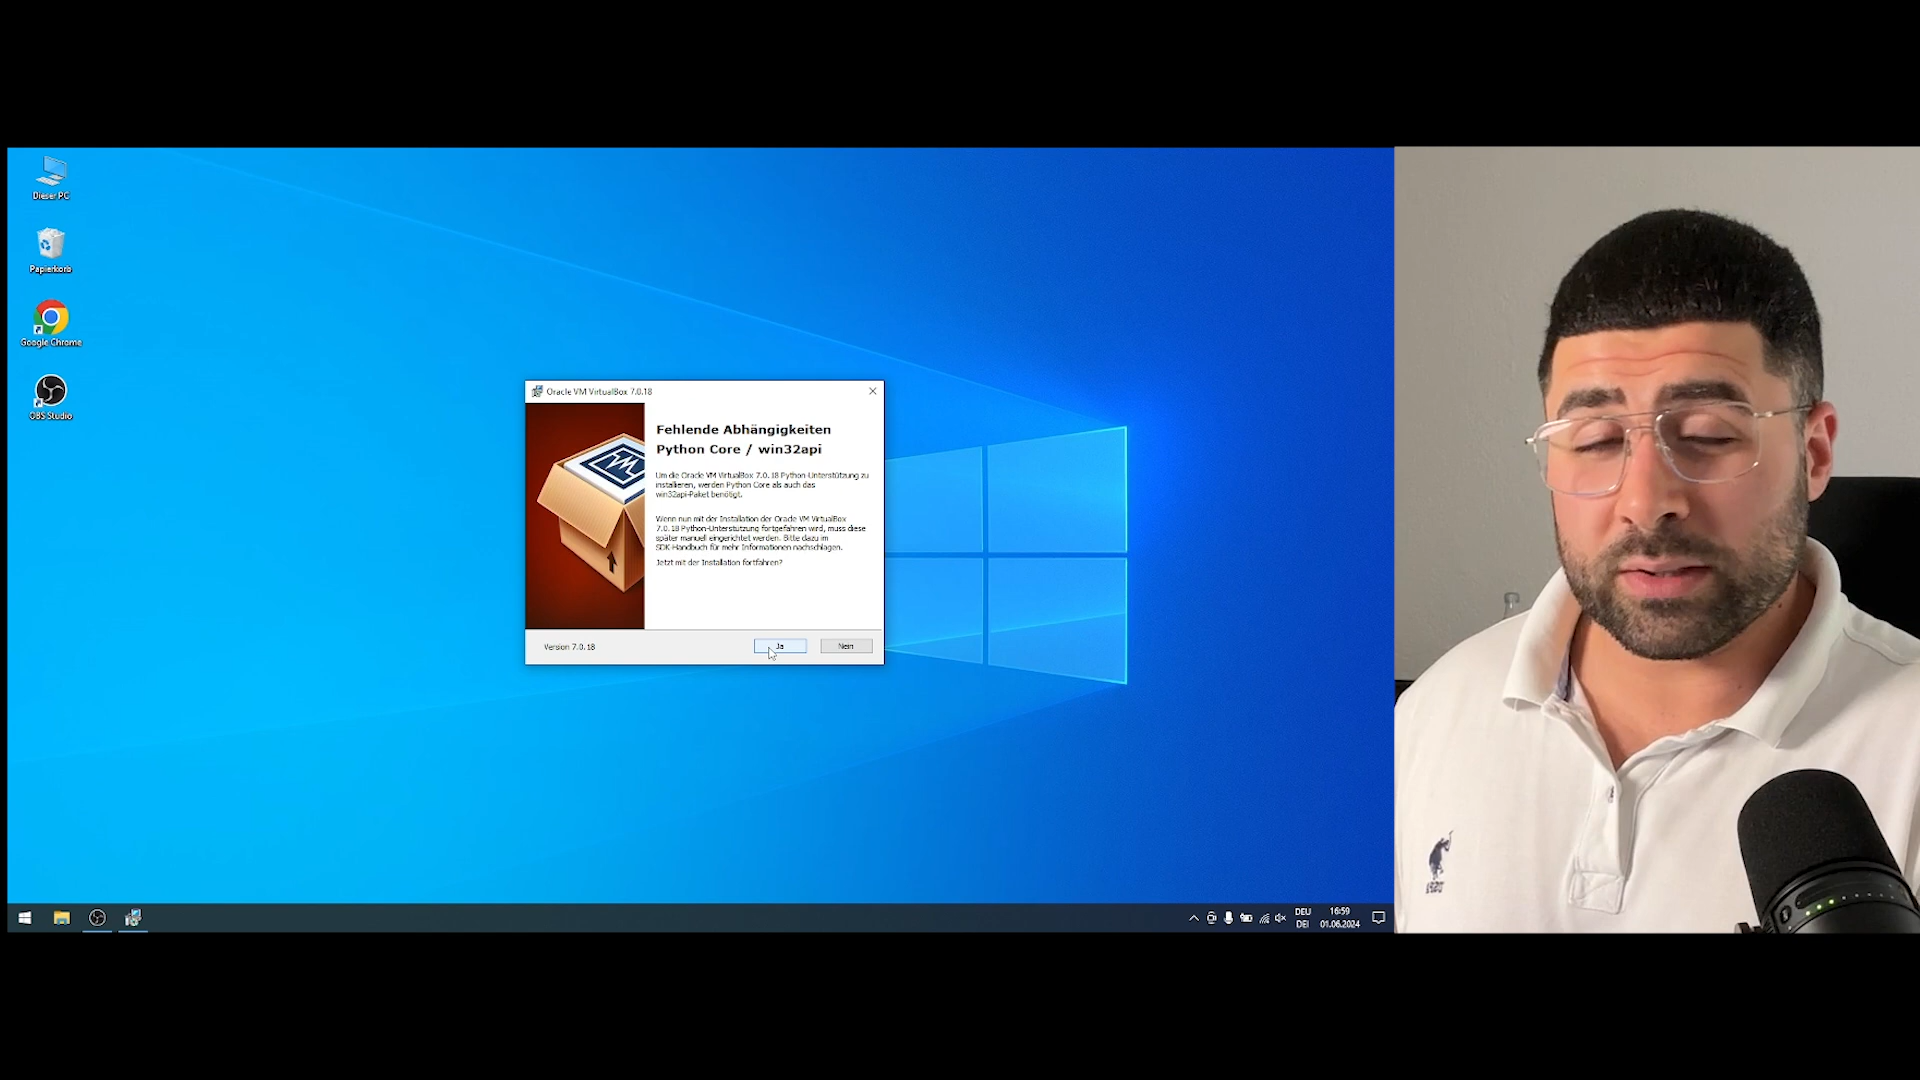 Dieser PC
Papierkorb
Google Chrome
OBS Studio
Oracle VM VirtualBox 7.0.18
Fehlende Abhängigkeiten
Python Core / win32api
Um die Oracle VM VirtualBox 7.0.18 Python-Unterstützung zu
installieren, werden Python Core als auch das
win32api-Paket benötigt.
Wenn nun mit der Installation der Oracle VM VirtualBox
7.0.18 Python-Unterstützung fortgefahren wird, muss diese
später manuell eingerichtet werden. Bitte dazu im
SDK-Handbuch für mehr Informationen nachschlagen.
Jetzt mit der Installation fortfahren?
Version 7.0.18
Ja
Nein
DEU
DEI
16:59
01.06.2024